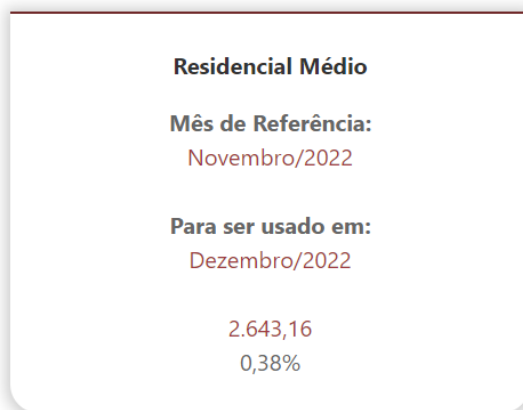 Residencial Médio
Mês de Referência:
Novembro/2022
Para ser usado em:
Dezembro/2022
2.643,16
0,38%